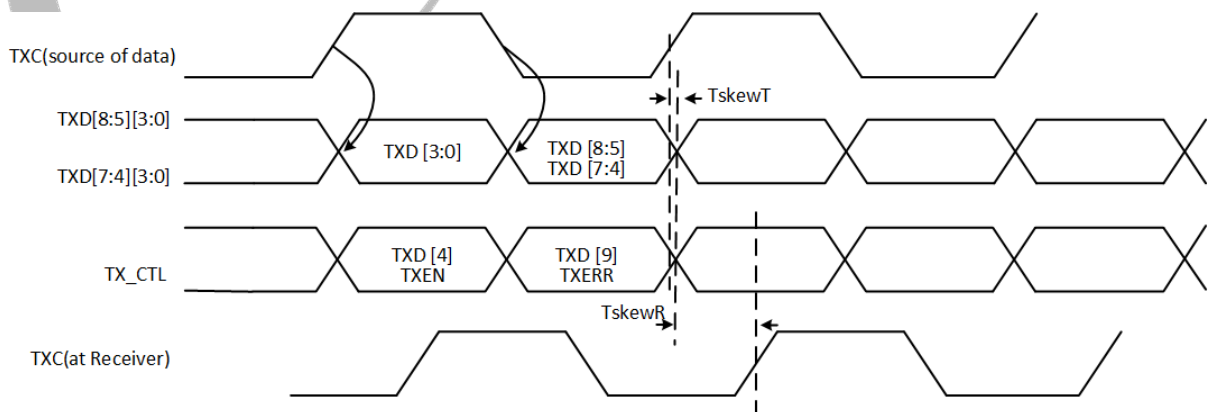 TXC(source of data)
TskewT
TXD[8:5][3:0]
TXD [3:0]
TXD [8:5]
TXD [7:4]
TXD[7:4][3:0]
TXD [4]
TXEN
TXD [9]
TXERR
TX_CTL
TskewR
TXC(at Receiver)